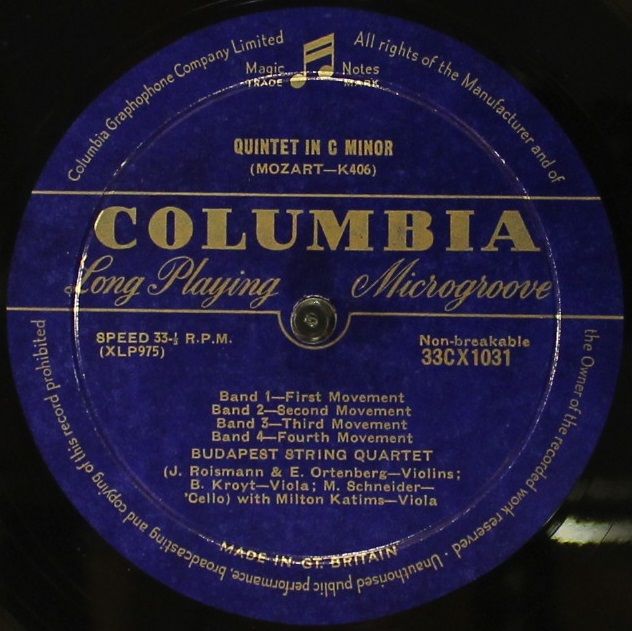 Columbia Graphophone Company Limited
All rights of the Manufacturer and of
the Owner of the recorded work reserved · Unauthorised public performance, broadcasting and copying of this record prohibited
Magic Notes
TRADE MARK
QUINTET IN C MINOR
(MOZART—K406)
COLUMBIA
Long Playing Microgroove
SPEED 33-⅓ R.P.M. Non-breakable
(XLP975) 33CX1031
Band 1—First Movement
Band 2—Second Movement
Band 3—Third Movement
Band 4—Fourth Movement
BUDAPEST STRING QUARTET
(J. Roismann & E. Ortenberg—Violins;
B. Kroyt—Viola; M. Schneider—
'Cello) with Milton Katims—Viola
MADE IN GT. BRITAIN